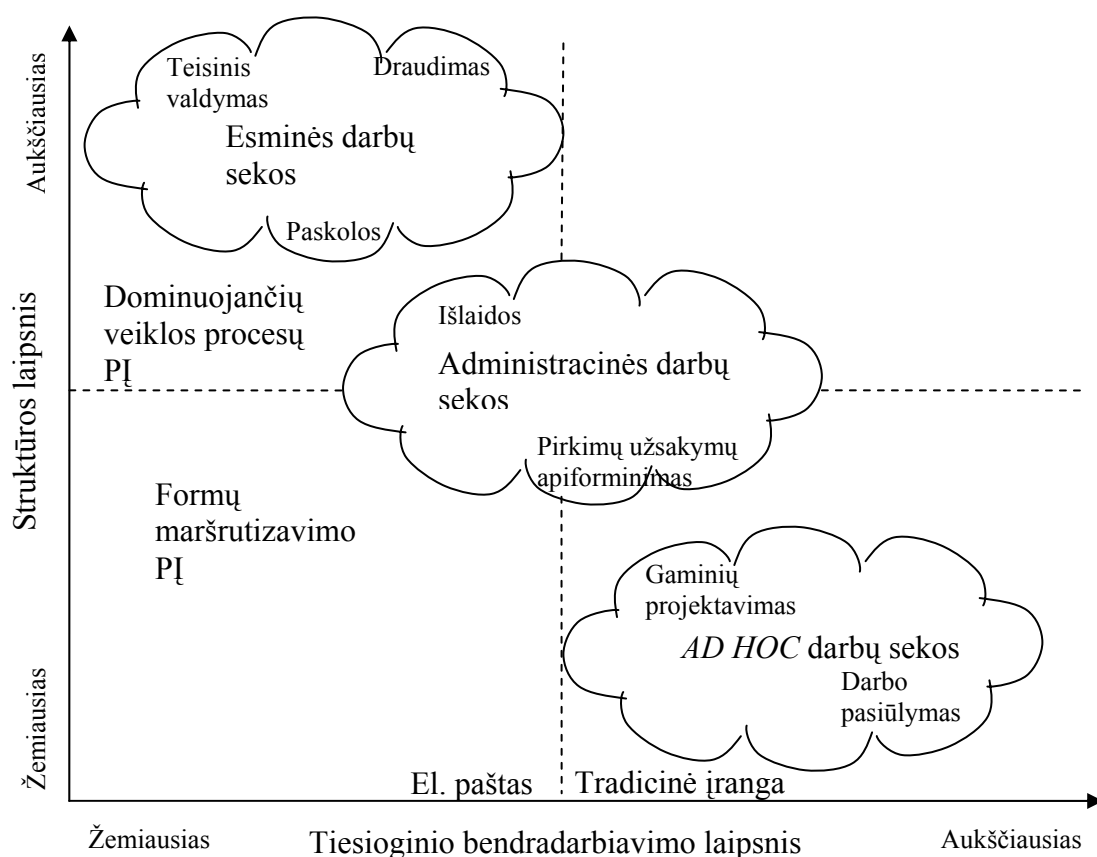 Aukščiausias
Struktūros laipsnis
Žemiausias
Teisinis
valdymas
Draudimas
Esminės darbų
sekos
Paskolos
Dominuojančių
veiklos procesų
PĮ
Išlaidos
Administracinės darbų
sekos
Pirkimų užsakymų
apiforminimas
Formų
maršrutizavimo
PĮ
Gaminių
projektavimas
AD HOC darbų sekos
Darbo
pasiūlymas
El. paštas
Tradicinė įranga
Žemiausias
Tiesioginio bendradarbiavimo laipsnis
Aukščiausias